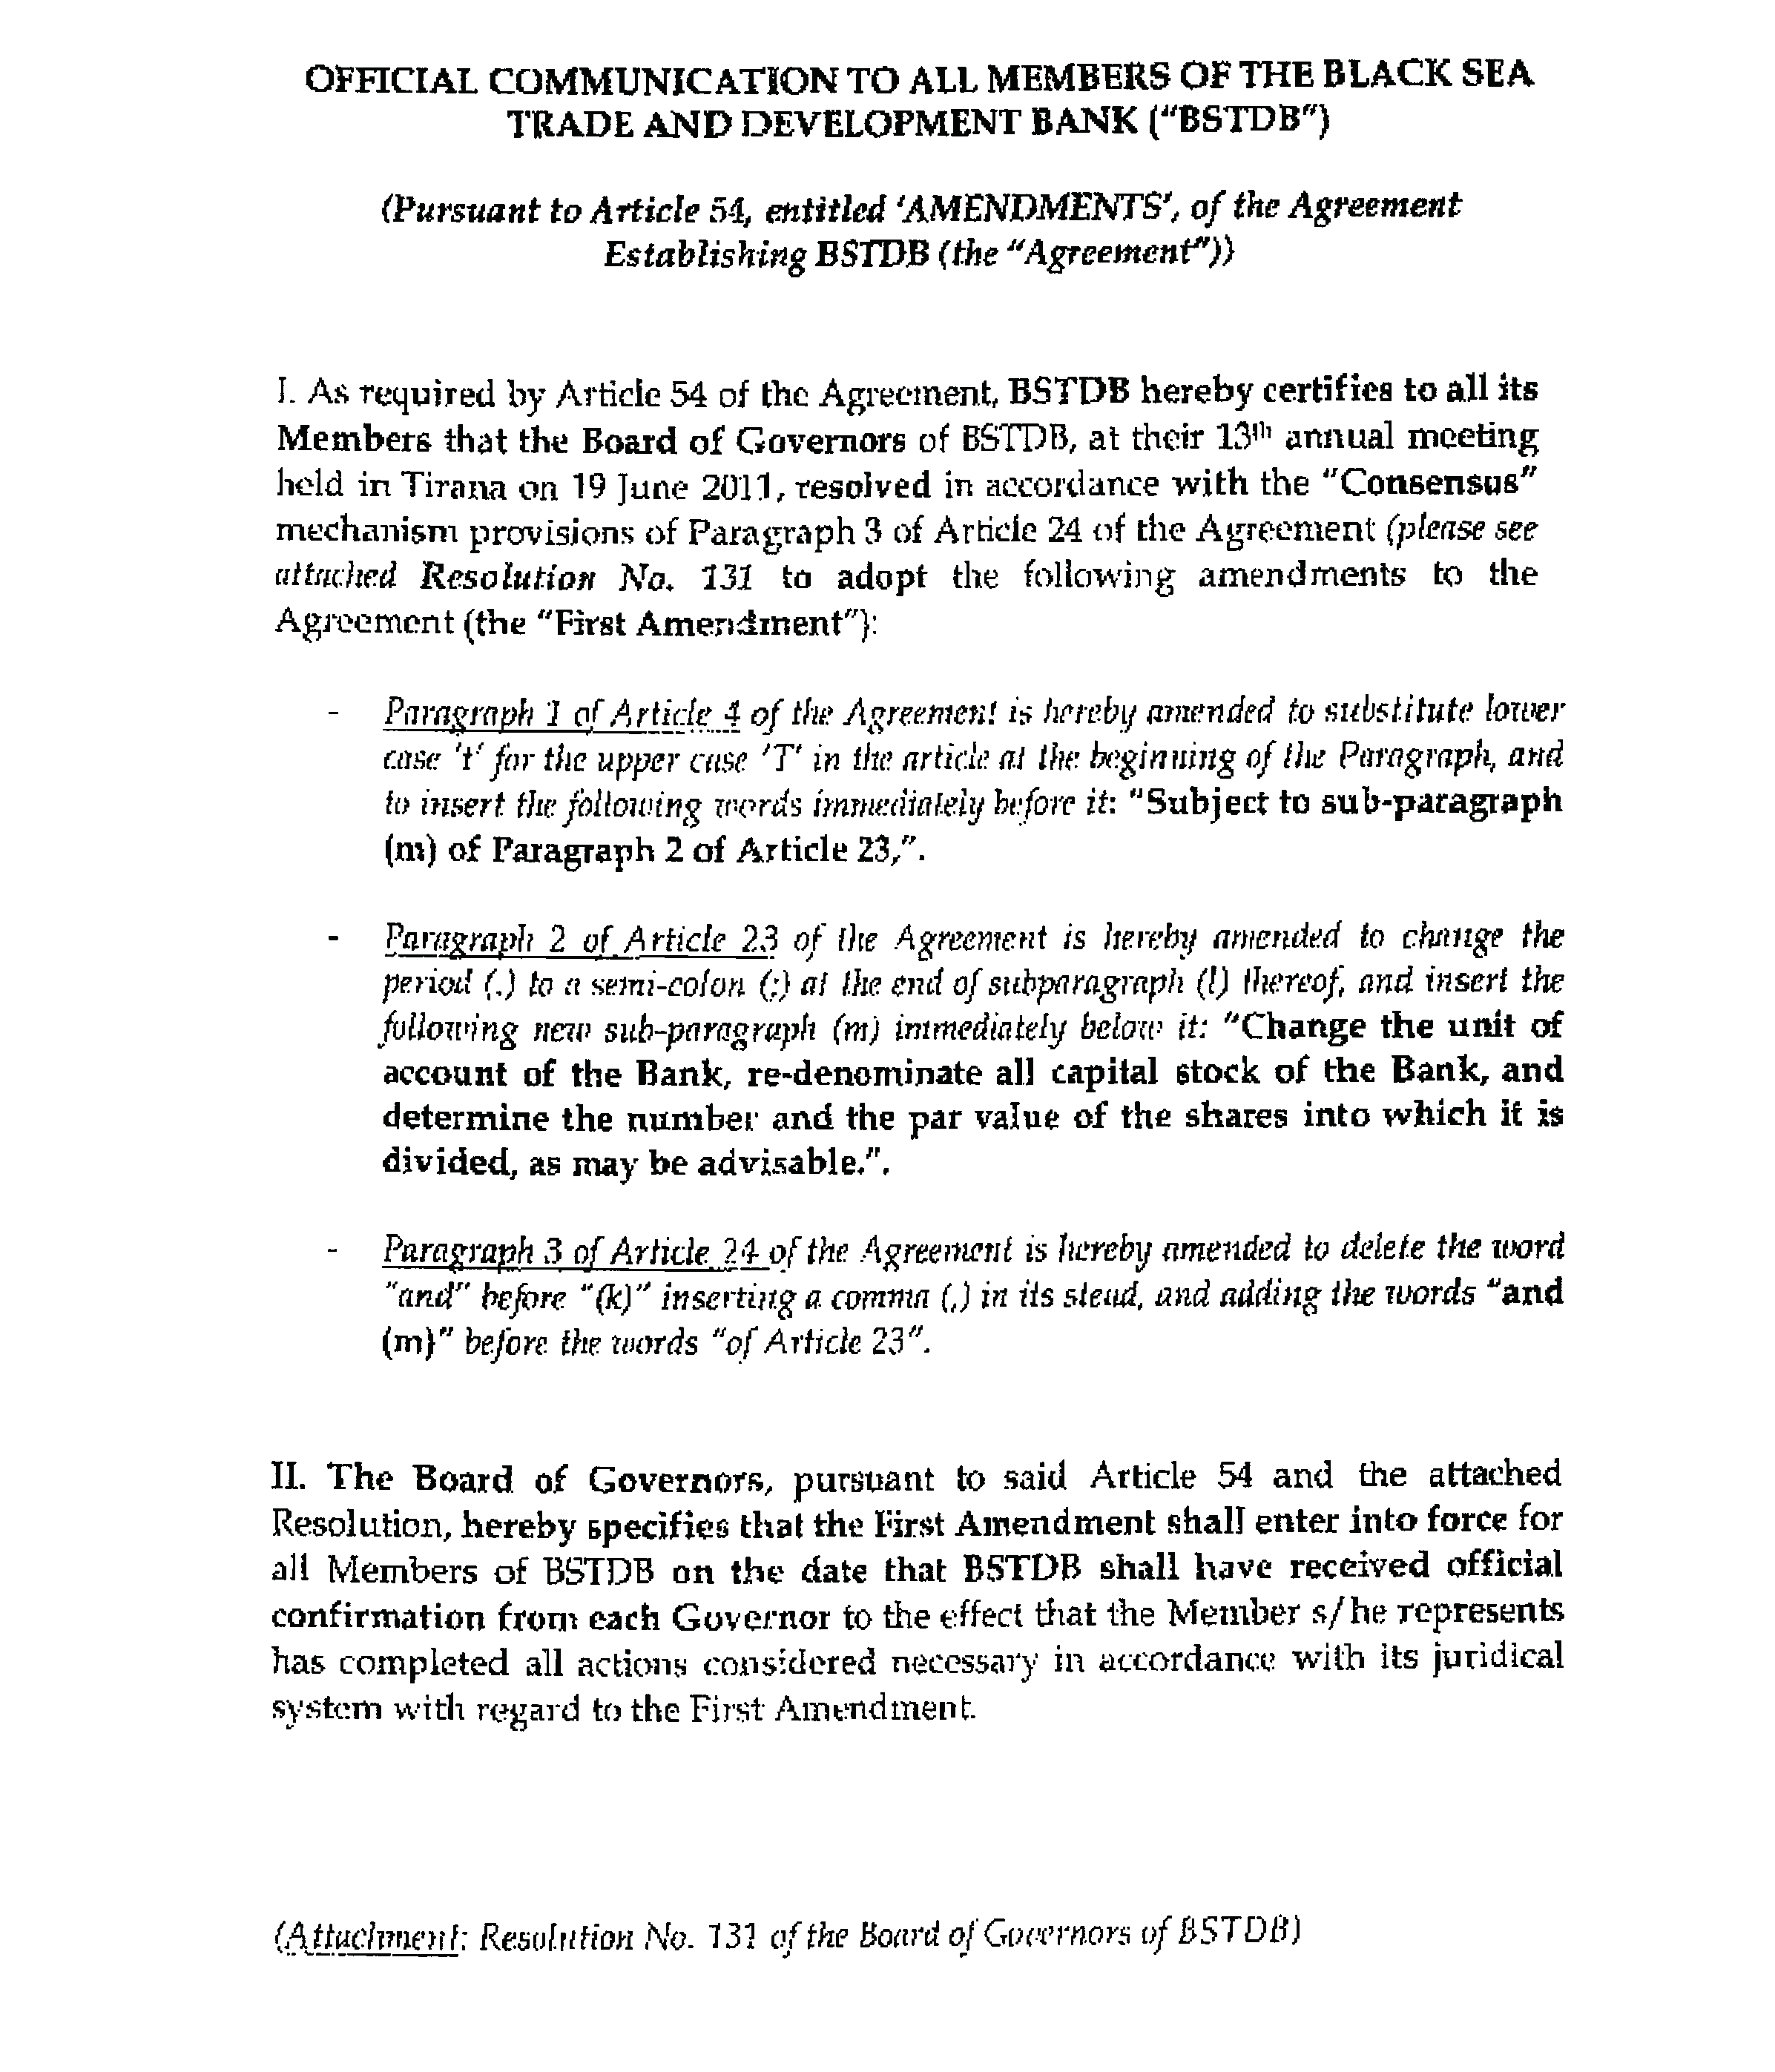 OFFICIAL COMMUNICATION TO ALL MEMBERS OF THE BLACK SEA
TRADE AND DEVELOPMENT BANK ("BSTDB")
(Pursuant to Article 54, entitled 'AMENDMENTS', of the Agreement
Establishing BSTDB (the "Agreement"))
I. As required by Article 54 of the Agreement, BSTDB hereby certifies to all its
Members that the Board of Governors of BSTDB, at their 13th annual meeting
held in Tirana on 19 June 2011, resolved in accordance with the "Consensus"
mechanism provisions of Paragraph 3 of Article 24 of the Agreement (please see
attached Resolution No. 131 to adopt the following amendments to the
Agreement (the "First Amendment"):
- Paragraph 1 of Article 4 of the Agreement is hereby amended to substitute lower
case 't' for the upper case 'T' in the article at the beginning of the Paragraph, and
to insert the following words immediately before it: "Subject to sub-paragraph
(m) of Paragraph 2 of Article 23,".
- Paragraph 2 of Article 23 of the Agreement is hereby amended to change the
period (.) to a semi-colon (;) at the end of subparagraph (l) thereof, and insert the
following new sub-paragraph (m) immediately below it: "Change the unit of
account of the Bank, re-denominate all capital stock of the Bank, and
determine the number and the par value of the shares into which it is
divided, as may be advisable.".
- Paragraph 3 of Article 24 of the Agreement is hereby amended to delete the word
"and" before "(k)" inserting a comma (,) in its stead, and adding the words "and
(m)" before the words "of Article 23".
II. The Board of Governors, pursuant to said Article 54 and the attached
Resolution, hereby specifies that the First Amendment shall enter into force for
all Members of BSTDB on the date that BSTDB shall have received official
confirmation from each Governor to the effect that the Member s/he represents
has completed all actions considered necessary in accordance with its juridical
system with regard to the First Amendment.
(Attachment: Resolution No. 131 of the Board of Governors of BSTDB)